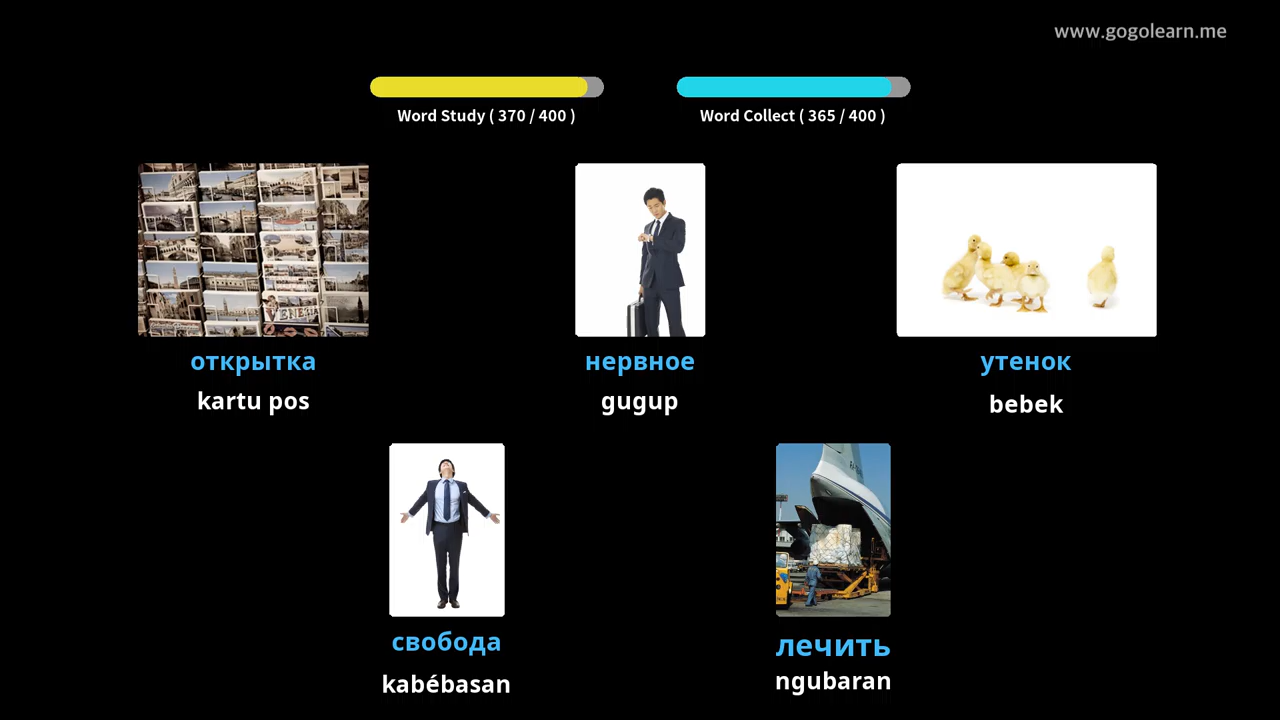 www.gogolearn.me
Word Study ( 370 / 400 )
Word Collect ( 365 / 400 )
открытка
kartu pos
нервное
gugup
утенок
bebek
свобода
kabébasan
лечить
ngubaran